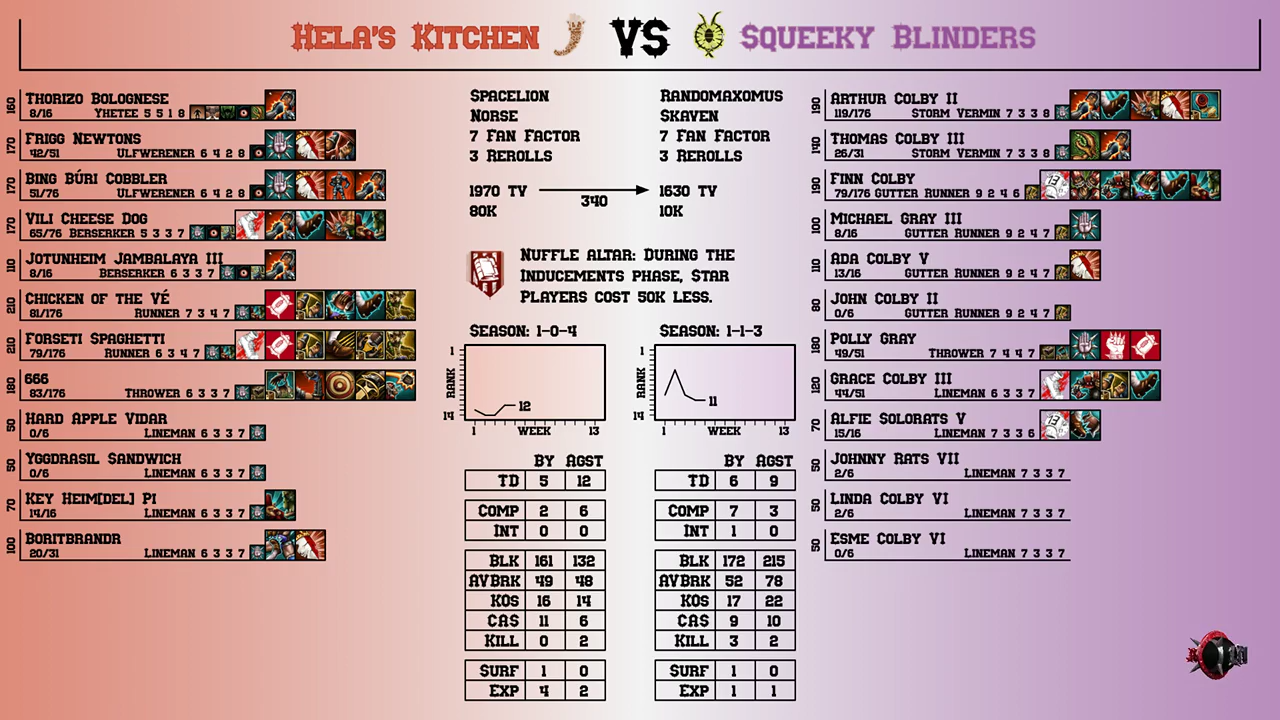 Hela's Kitchen VS Squeeky Blinders
160 Thorizo Bolognese
8/16 Yhetee 5 5 1 8
170 Frigg Newtons
42/51 Ulfwerener 6 4 2 8
170 Bing Búri Cobbler
51/76 Ulfwerener 6 4 2 8
170 Vili Cheese Dog
65/76 Berserker 5 3 3 7
110 Jotunheim Jambalaya III
8/16 Berserker 6 3 3 7
210 Chicken of the Vé
81/176 Runner 7 3 4 7
210 Forseti Spaghetti
79/176 Runner 6 3 4 7
180 666
83/176 Thrower 6 3 3 7
50 Hard Apple Vidar
0/6 Lineman 6 3 3 7
50 Yggdrasil Sandwich
0/6 Lineman 6 3 3 7
70 Key Heim[del] Pi
14/16 Lineman 6 3 3 7
100 Boritbrandr
20/31 Lineman 6 3 3 7
Spacelion
Norse
7 Fan Factor
3 Rerolls
1970 TV
80K
340
Randomaxomus
Skaven
7 Fan Factor
3 Rerolls
1630 TV
10K
Nuffle Altar: During the
Inducements phase, Star
Players cost 50K less.
Season: 1-0-4
1
Rank
14
12
1 Week 13
By Agst
TD 5 12
Comp 2 6
Int 0 0
Blk 161 132
AvBrk 49 48
KOs 16 14
Cas 11 6
Kill 0 2
Surf 1 0
Exp 4 2
Season: 1-1-3
1
Rank
14
11
1 Week 13
By Agst
TD 6 9
Comp 7 3
Int 1 0
Blk 172 215
AvBrk 52 78
KOs 17 22
Cas 9 10
Kill 3 2
Surf 1 0
Exp 1 1
190 Arthur Colby II
119/176 Storm Vermin 7 3 3 8
140 Thomas Colby III
26/31 Storm Vermin 7 3 3 8
190 Finn Colby
79/176 Gutter Runner 9 2 4 6
100 Michael Gray III
8/16 Gutter Runner 9 2 4 7
110 Ada Colby V
13/16 Gutter Runner 9 2 4 7
80 John Colby II
0/6 Gutter Runner 9 2 4 7
180 Polly Gray
49/51 Thrower 7 4 4 7
120 Grace Colby III
44/51 Lineman 6 3 3 7
70 Alfie Solorats V
15/16 Lineman 7 3 3 6
50 Johnny Rats VII
2/6 Lineman 7 3 3 7
50 Linda Colby VI
2/6 Lineman 7 3 3 7
50 Esme Colby VI
0/6 Lineman 7 3 3 7